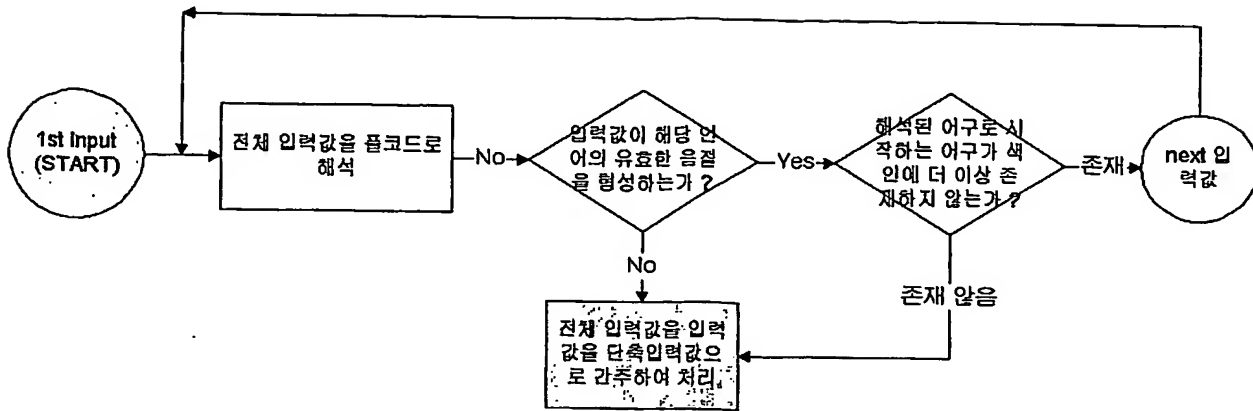 1st Input
(START)
전체 입력값을 풀코드로
해석
No
입력값이 해당 언
어의 유효한 음절
을 형성하는가 ?
Yes
해석된 어구로 시
작하는 어구가 색
인에 더 이상 존
재하지 않는가 ?
존재
next 입
력값
No
존재 않음
전체 입력값을 입력
값을 단축입력값으
로 간주하여 처리.